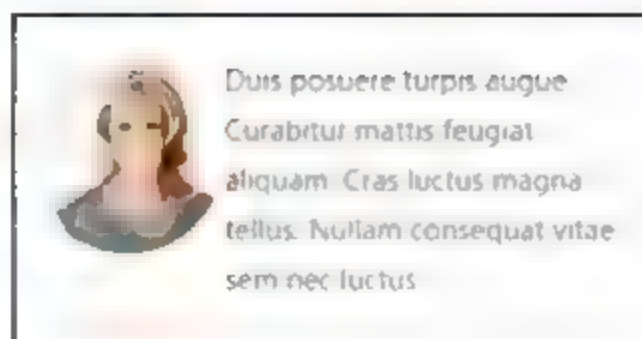 Duis posuere turpis augue
Curabitur mattis feugiat
aliquam. Cras luctus magna
tellus. Nullam consequat vitae
sem nec luctus